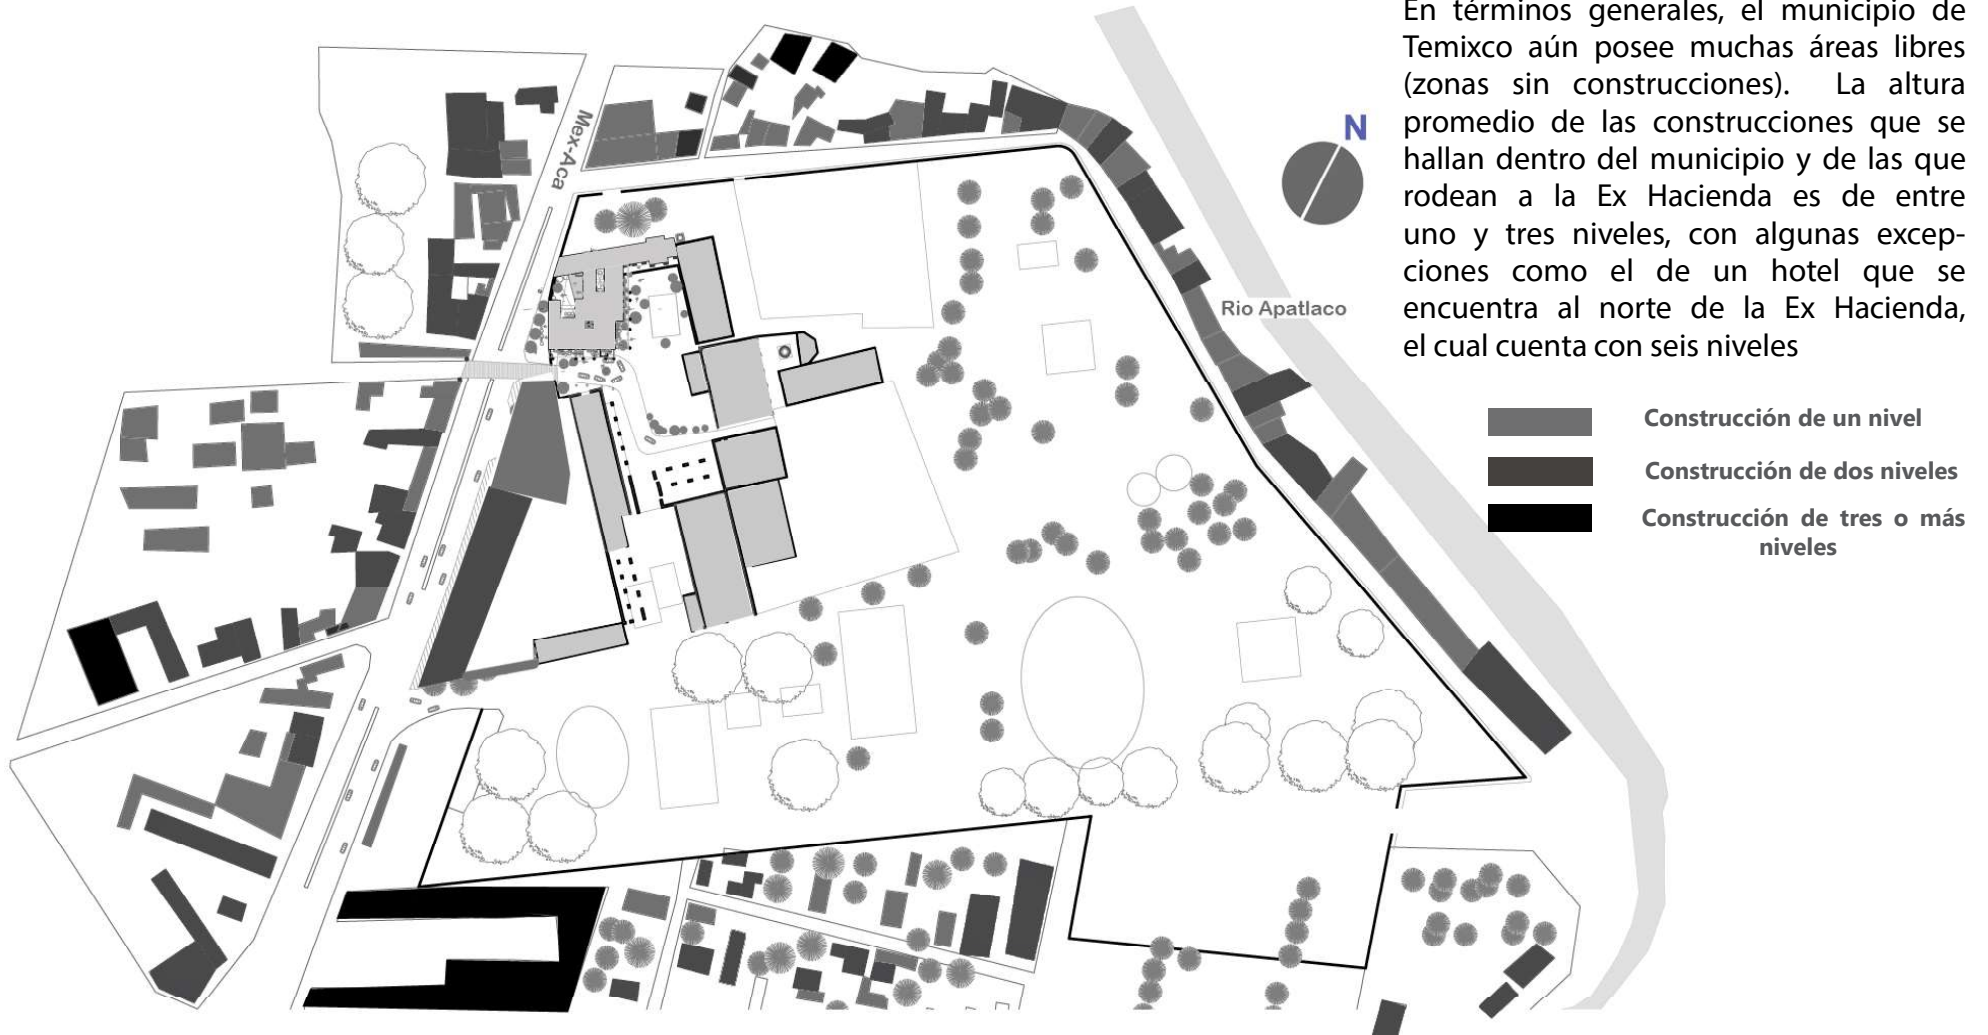 En términos generales, el municipio de
Temixco aún posee muchas áreas libres
(zonas sin construcciones). La altura
promedio de las construcciones que se
hallan dentro del municipio y de las que
rodean a la Ex Hacienda es de entre
uno y tres niveles, con algunas excep-
ciones como el de un hotel que se
encuentra al norte de la Ex Hacienda,
el cual cuenta con seis niveles
Mex-Aca
N
Rio Apatlaco
Construcción de un nivel
Construcción de dos niveles
Construcción de tres o más
niveles